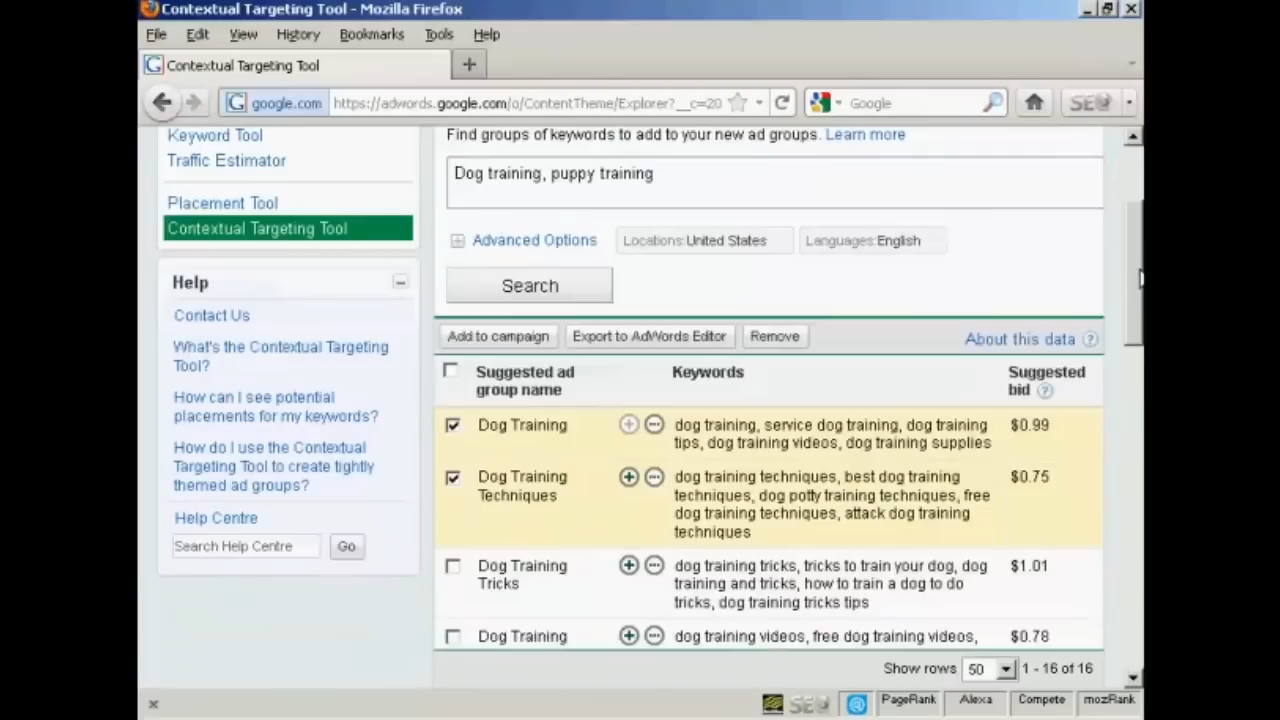 Contextual Targeting Tool - Mozilla Firefox
File Edit View History Bookmarks Tools Help
Contextual Targeting Tool
google.com https://adwords.google.com/o/ContentTheme/Explorer?__c=20 Google SEO
Keyword Tool
Traffic Estimator
Placement Tool
Contextual Targeting Tool
Help
Contact Us
What's the Contextual Targeting
Tool?
How can I see potential
placements for my keywords?
How do I use the Contextual
Targeting Tool to create tightly
themed ad groups?
Help Centre
Search Help Centre Go
Find groups of keywords to add to your new ad groups. Learn more
Dog training, puppy training
Advanced Options Locations:United States Languages:English
Search
Add to campaign Export to AdWords Editor Remove About this data ?
Suggested ad Keywords Suggested
group name bid ?
Dog Training dog training, service dog training, dog training $0.99
tips, dog training videos, dog training supplies
Dog Training dog training techniques, best dog training $0.75
Techniques techniques, dog potty training techniques, free
dog training techniques, attack dog training
techniques
Dog Training dog training tricks, tricks to train your dog, dog $1.01
Tricks training and tricks, how to train a dog to do
tricks, dog training tricks tips
Dog Training dog training videos, free dog training videos, $0.78
Show rows 50 1 - 16 of 16
SEO PageRank Alexa Compete mozRank